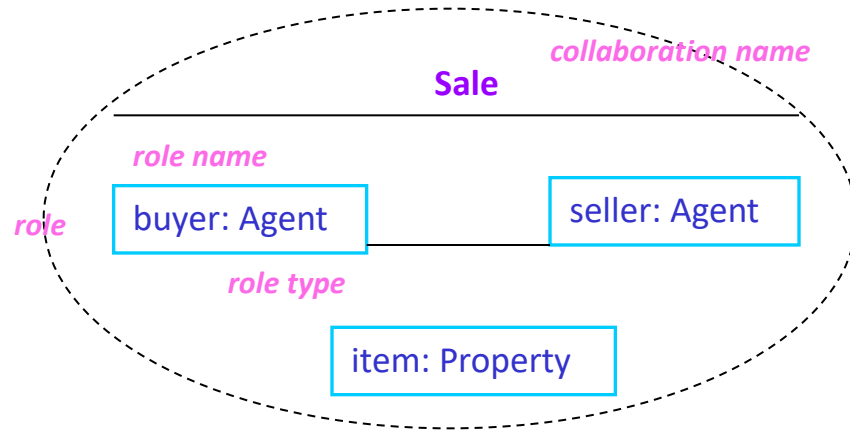 collaboration name
Sale
role name
buyer: Agent
seller: Agent
role
role type
item: Property